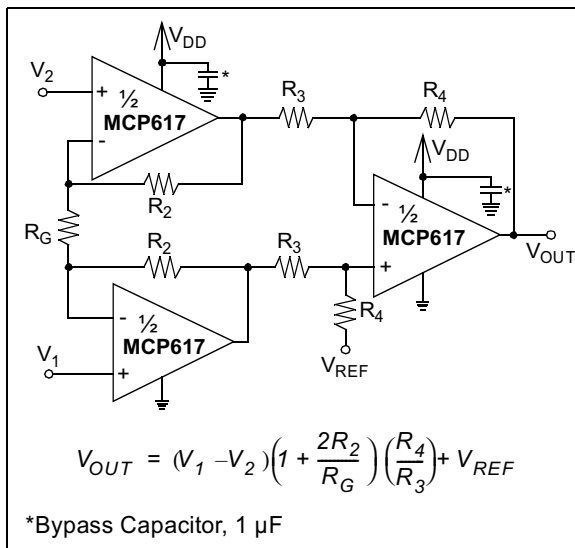 V_DD
V_2
+
½
MCP617
-
*
R_3
R_4
V_DD
R_2
*
R_G
-
½
MCP617
+
V_OUT
R_2
R_3
R_4
-
½
MCP617
+
V_1
V_REF
V_OUT = (V_1 – V_2)(1 + 2R_2/R_G)(R_4/R_3) + V_REF
*Bypass Capacitor, 1 µF